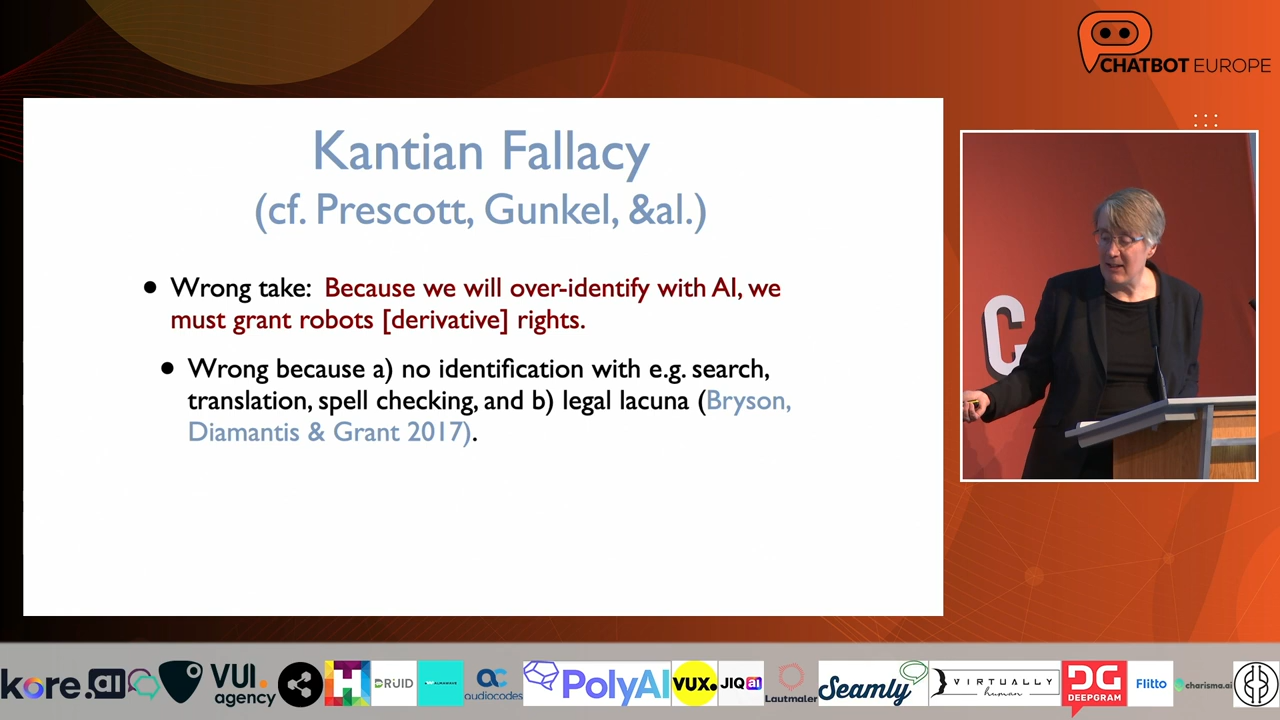 CHATBOT EUROPE
Kantian Fallacy
(cf. Prescott, Gunkel, &al.)
• Wrong take: Because we will over-identify with AI, we
must grant robots [derivative] rights.
• Wrong because a) no identification with e.g. search,
translation, spell checking, and b) legal lacuna (Bryson,
Diamantis & Grant 2017).
C
kore.ai
VUI.
agency
H
DRUID
audiocodes
PolyAI
VUX.
JIQ ai
Lautmaler
Seamly
VIRTUALLY
human
DG
DEEPGRAM
Flitto
charisma.ai